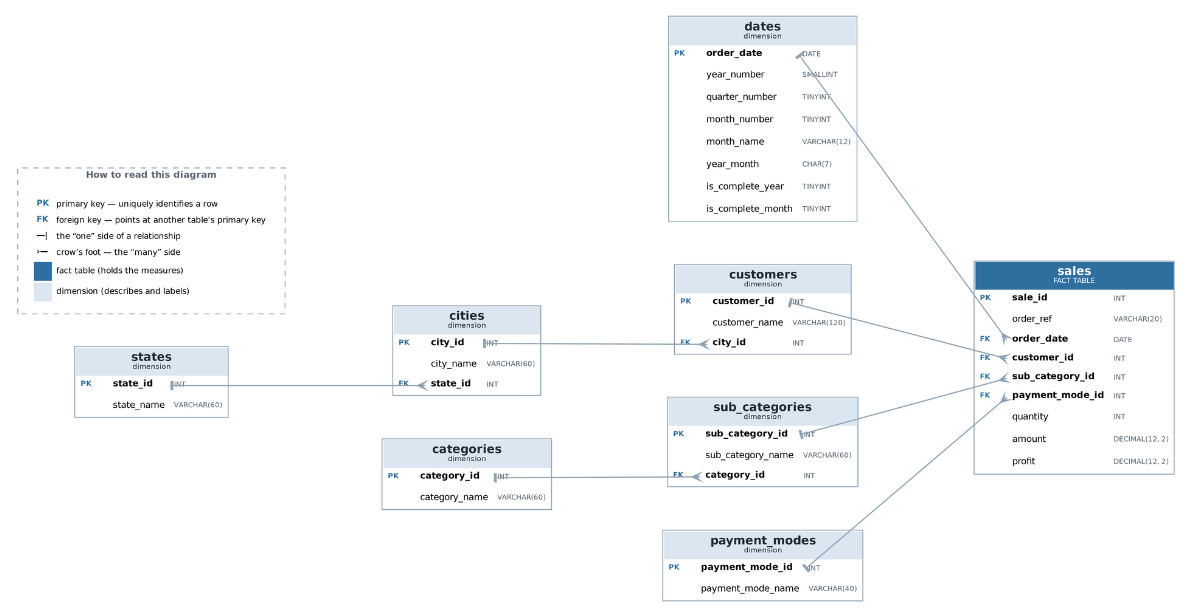 dates
dimension
PK order_date DATE
year_number SMALLINT
quarter_number TINYINT
month_number TINYINT
month_name VARCHAR(12)
year_month CHAR(7)
is_complete_year TINYINT
is_complete_month TINYINT
How to read this diagram
PK primary key — uniquely identifies a row
FK foreign key — points at another table's primary key
the “one” side of a relationship
crow's foot — the “many” side
fact table (holds the measures)
dimension (describes and labels)
states
dimension
PK state_id INT
state_name VARCHAR(60)
cities
dimension
PK city_id INT
city_name VARCHAR(60)
FK state_id INT
categories
dimension
PK category_id INT
category_name VARCHAR(60)
customers
dimension
PK customer_id INT
customer_name VARCHAR(120)
FK city_id INT
sub_categories
dimension
PK sub_category_id INT
sub_category_name VARCHAR(60)
FK category_id INT
payment_modes
dimension
PK payment_mode_id INT
payment_mode_name VARCHAR(40)
sales
FACT TABLE
PK sale_id INT
order_ref VARCHAR(20)
FK order_date DATE
FK customer_id INT
FK sub_category_id INT
FK payment_mode_id INT
quantity INT
amount DECIMAL(12, 2)
profit DECIMAL(12, 2)